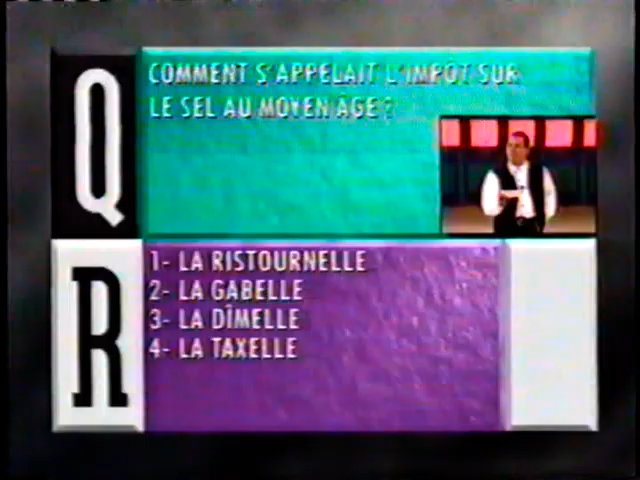 Q
COMMENT S'APPELAIT L'IMPÔT SUR
LE SEL AU MOYEN ÂGE?
R
1- LA RISTOURNELLE
2- LA GABELLE
3- LA DÎMELLE
4- LA TAXELLE